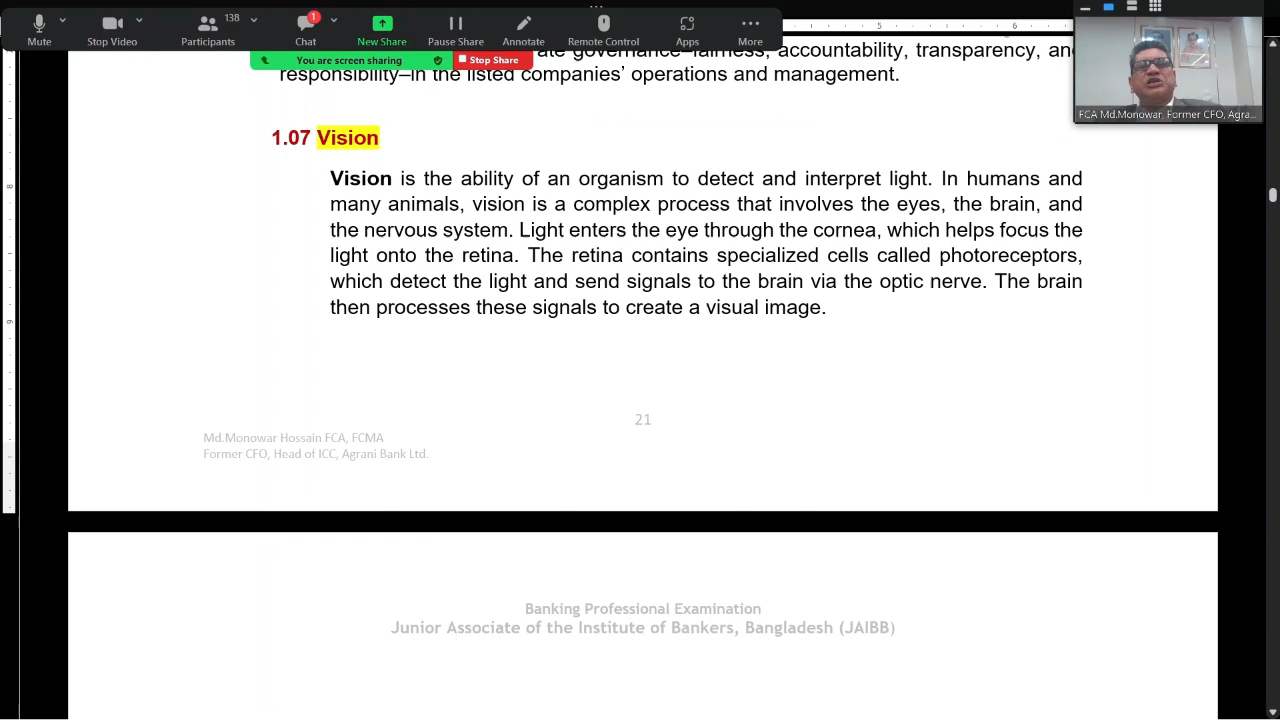 138
1
Mute
Stop Video
Participants
Chat
New Share
Pause Share
Annotate
Remote Control
Apps
More
5
6
You are screen sharing
Stop Share
governance–fairness, accountability, transparency, and
responsibility–in the listed companies’ operations and management.
FCA Md.Monowar, Former CFO, Agra...
1.07 Vision
Vision is the ability of an organism to detect and interpret light. In humans and
many animals, vision is a complex process that involves the eyes, the brain, and
the nervous system. Light enters the eye through the cornea, which helps focus the
light onto the retina. The retina contains specialized cells called photoreceptors,
which detect the light and send signals to the brain via the optic nerve. The brain
then processes these signals to create a visual image.
8
9
21
Md.Monowar Hossain FCA, FCMA
Former CFO, Head of ICC, Agrani Bank Ltd.
Banking Professional Examination
Junior Associate of the Institute of Bankers, Bangladesh (JAIBB)